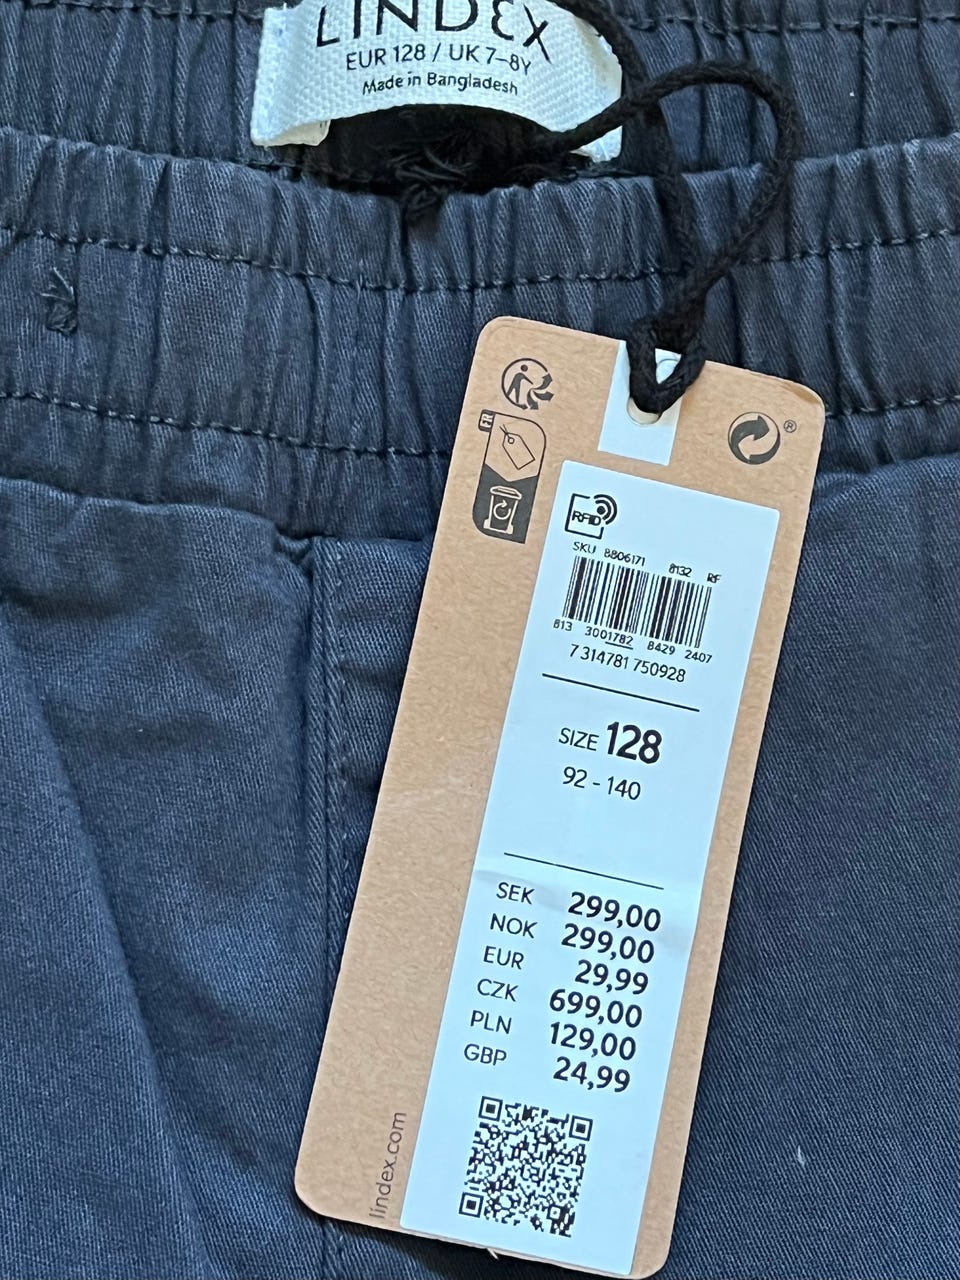 LINDEX
EUR 128 / UK 7-8Y
Made in Bangladesh
FR
®
RFID
SKU 8806171 8132 RF
813 3001782 8429 2407
7 314781 750928
SIZE 128
92 - 140
SEK 299,00
NOK 299,00
EUR 29,99
CZK 699,00
PLN 129,00
GBP 24,99
lindex.com